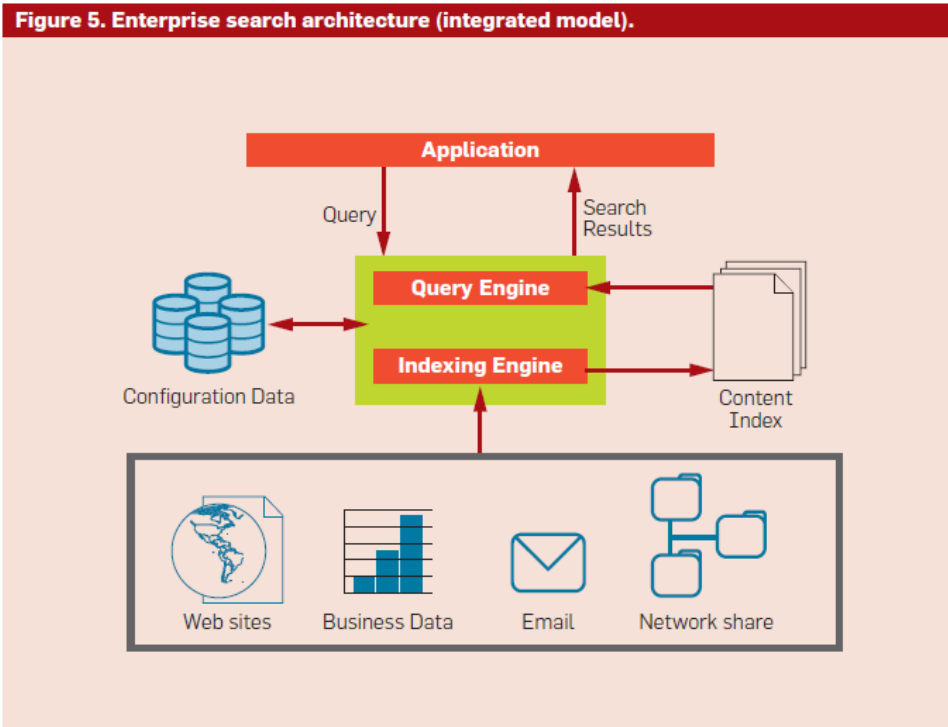 Figure 5. Enterprise search architecture (integrated model).
Application
Query
Search
Results
Query Engine
Indexing Engine
Configuration Data
Content
Index
Web sites
Business Data
Email
Network share